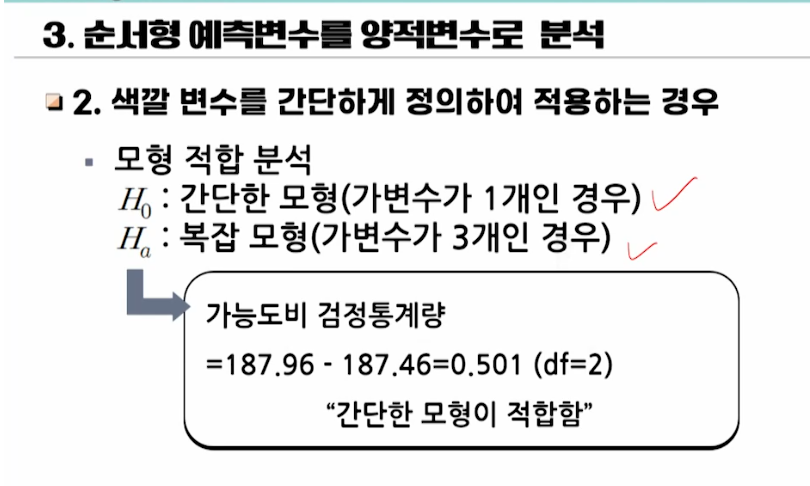 3. 순서형 예측변수를 양적변수로 분석
2. 색깔 변수를 간단하게 정의하여 적용하는 경우
모형 적합 분석
H₀ : 간단한 모형(가변수가 1개인 경우)
Hₐ : 복잡 모형(가변수가 3개인 경우)
가능도비 검정통계량
=187.96 - 187.46=0.501 (df=2)
“간단한 모형이 적합함”